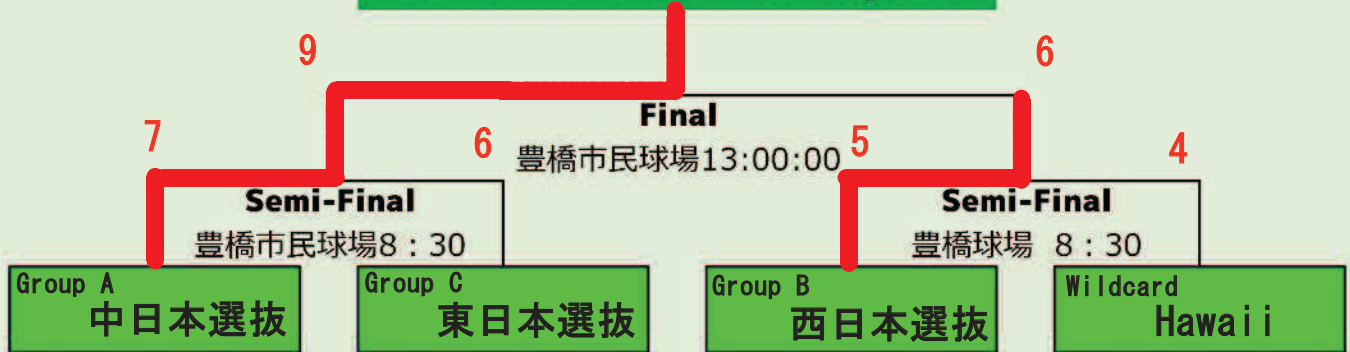 9
6
Final
豊橋市民球場13:00:00
7
6
5
4
Semi-Final
豊橋市民球場8：30
Semi-Final
豊橋球場 8：30
Group A
中日本選抜
Group C
東日本選抜
Group B
西日本選抜
Wildcard
Hawaii